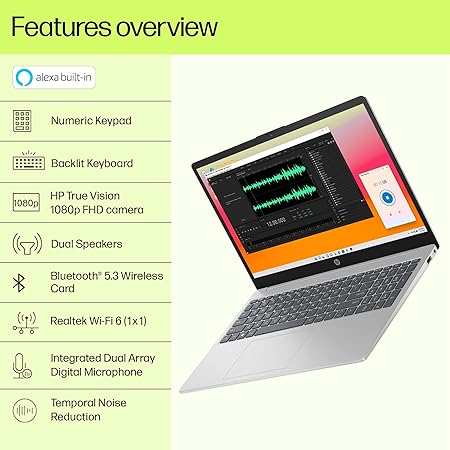 Features overview
alexa built-in
Numeric Keypad
Backlit Keyboard
1080p
HP True Vision
1080p FHD camera
Dual Speakers
Bluetooth® 5.3 Wireless
Card
Realtek Wi-Fi 6 (1x1)
Integrated Dual Array
Digital Microphone
Temporal Noise
Reduction
hp